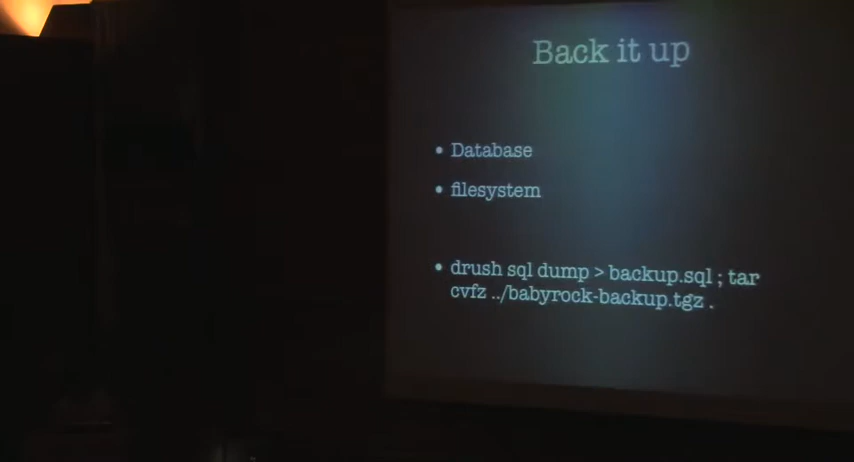 Back it up
• Database
• filesystem
• drush sql dump > backup.sql ; tar
cvfz ../babyrock-backup.tgz .